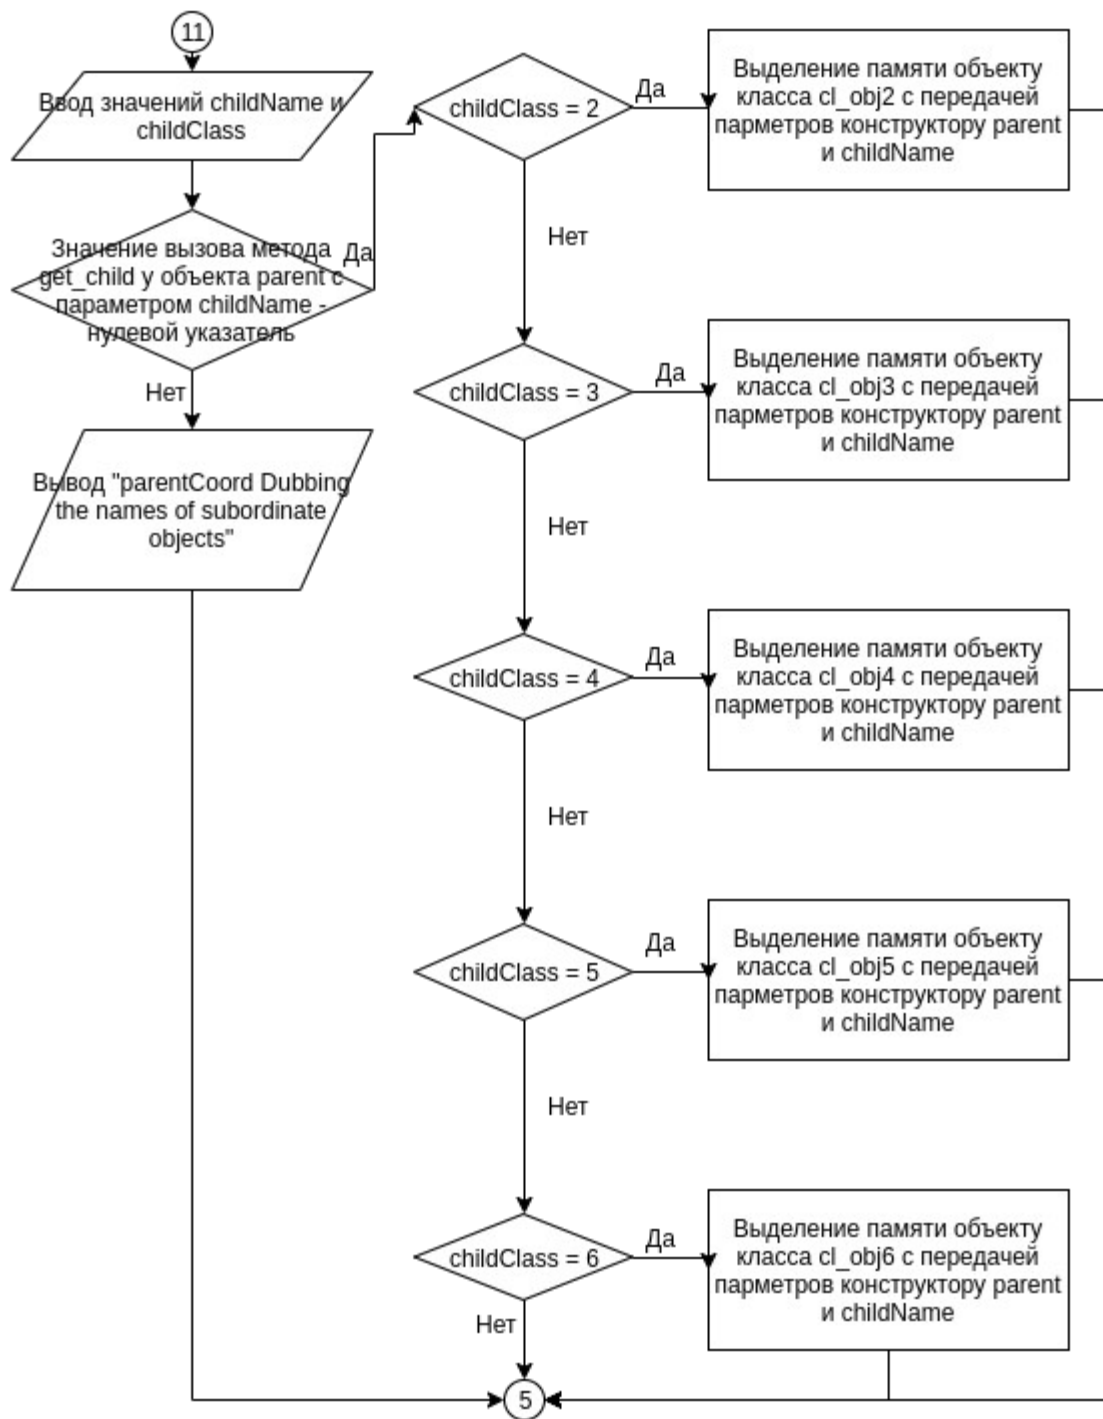 11
Ввод значений childName и
childClass
Значение вызова метода
get_child у объекта parent с
параметром childName -
нулевой указатель
Да
Нет
Вывод "parentCoord Dubbing
the names of subordinate
objects"
childClass = 2
Да
Выделение памяти объекту
класса cl_obj2 с передачей
парметров конструктору parent
и childName
Нет
childClass = 3
Да
Выделение памяти объекту
класса cl_obj3 с передачей
парметров конструктору parent
и childName
Нет
childClass = 4
Да
Выделение памяти объекту
класса cl_obj4 с передачей
парметров конструктору parent
и childName
Нет
childClass = 5
Да
Выделение памяти объекту
класса cl_obj5 с передачей
парметров конструктору parent
и childName
Нет
childClass = 6
Да
Выделение памяти объекту
класса cl_obj6 с передачей
парметров конструктору parent
и childName
Нет
5